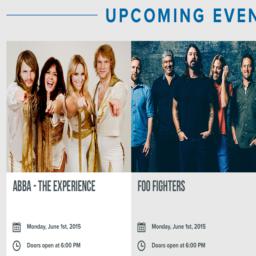 UPCOMING EVEN
ABBA - THE EXPERIENCE
Monday, June 1st, 2015
Doors open at 6:00 PM
FOO FIGHTERS
Monday, June 1st, 2015
Doors open at 6:00 PM